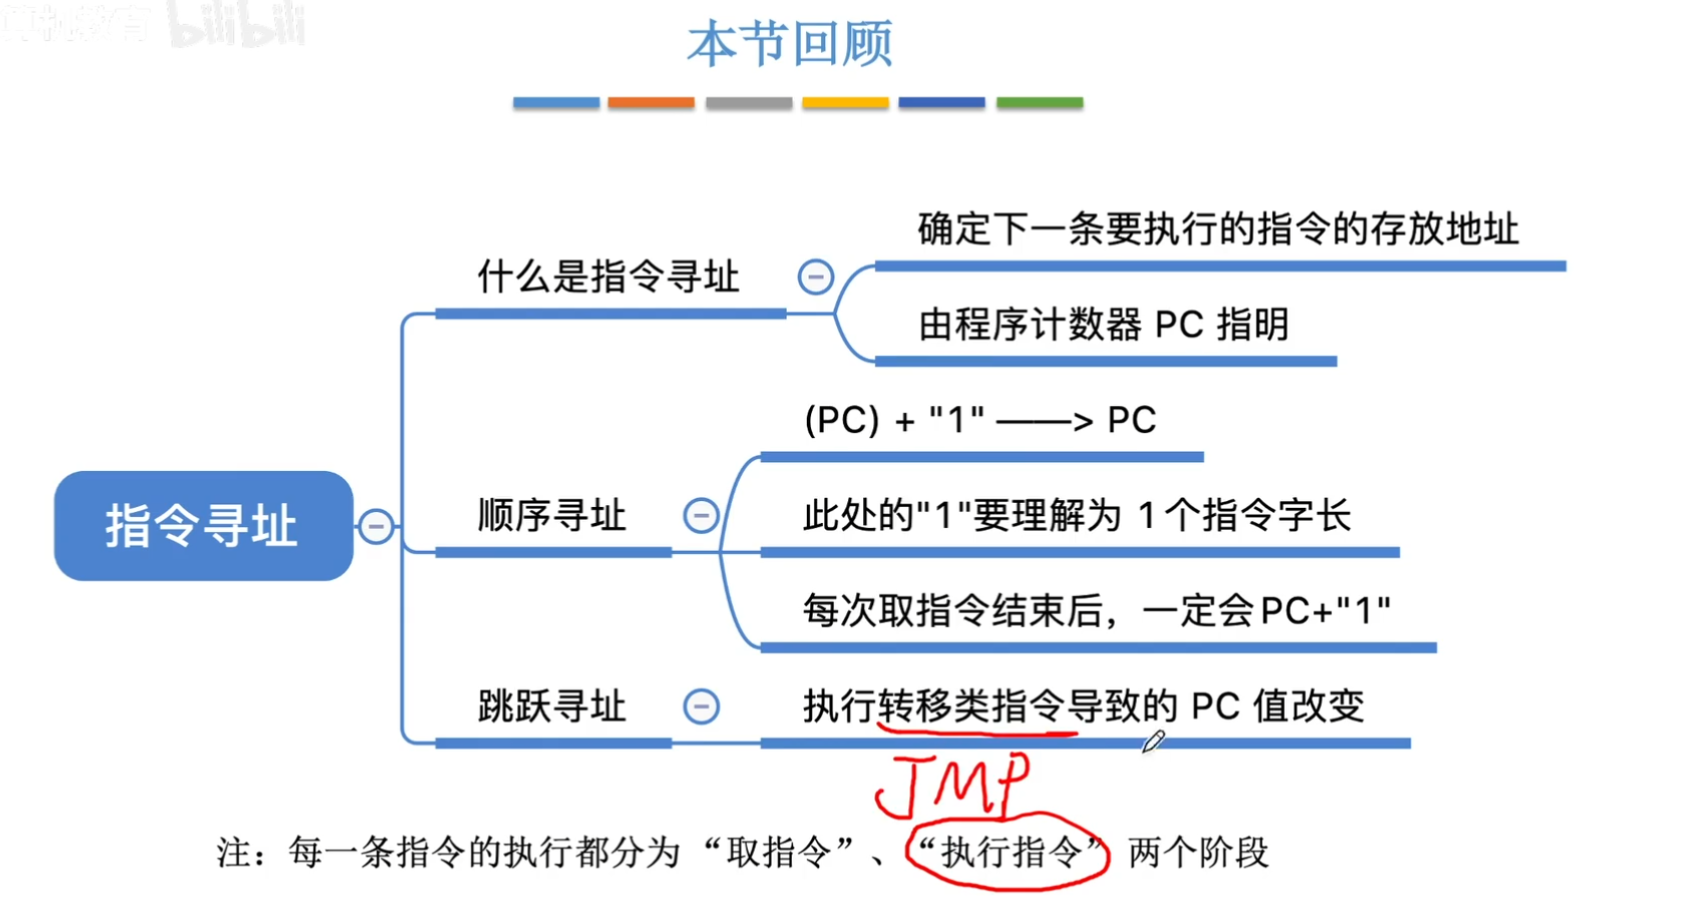 算机教育 bilibili
本节回顾
确定下一条要执行的指令的存放地址
什么是指令寻址
由程序计数器 PC 指明
(PC) + "1" ——> PC
指令寻址
顺序寻址
此处的"1"要理解为 1个指令字长
每次取指令结束后，一定会PC+"1"
跳跃寻址
执行转移类指令导致的 PC 值改变
JMP
注：每一条指令的执行都分为“取指令”、“执行指令” 两个阶段